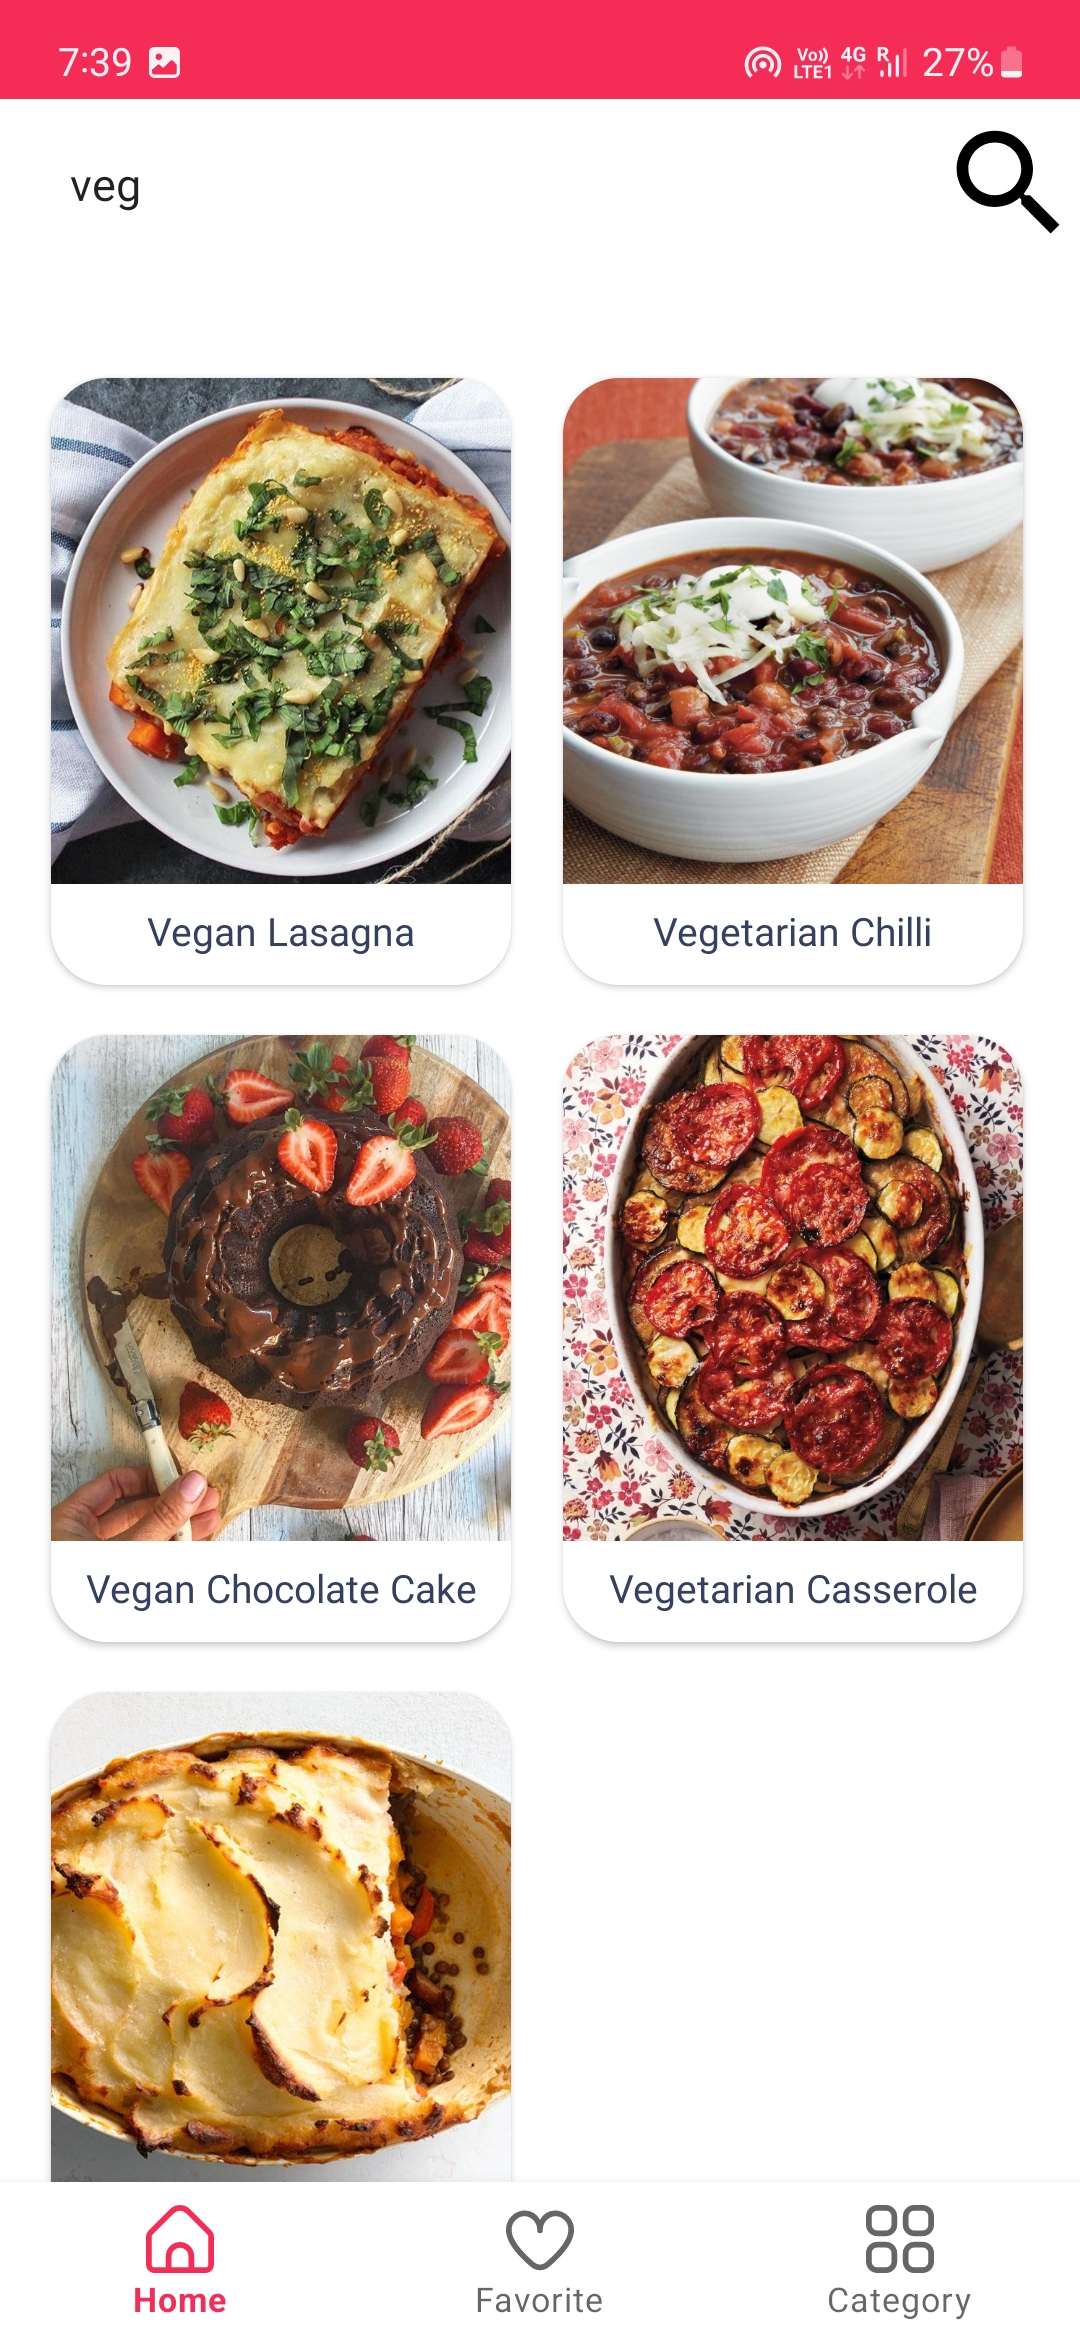 7:39
Vo)) LTE1 4G R 27%
veg
Vegan Lasagna
Vegetarian Chilli
Vegan Chocolate Cake
Vegetarian Casserole
Home
Favorite
Category